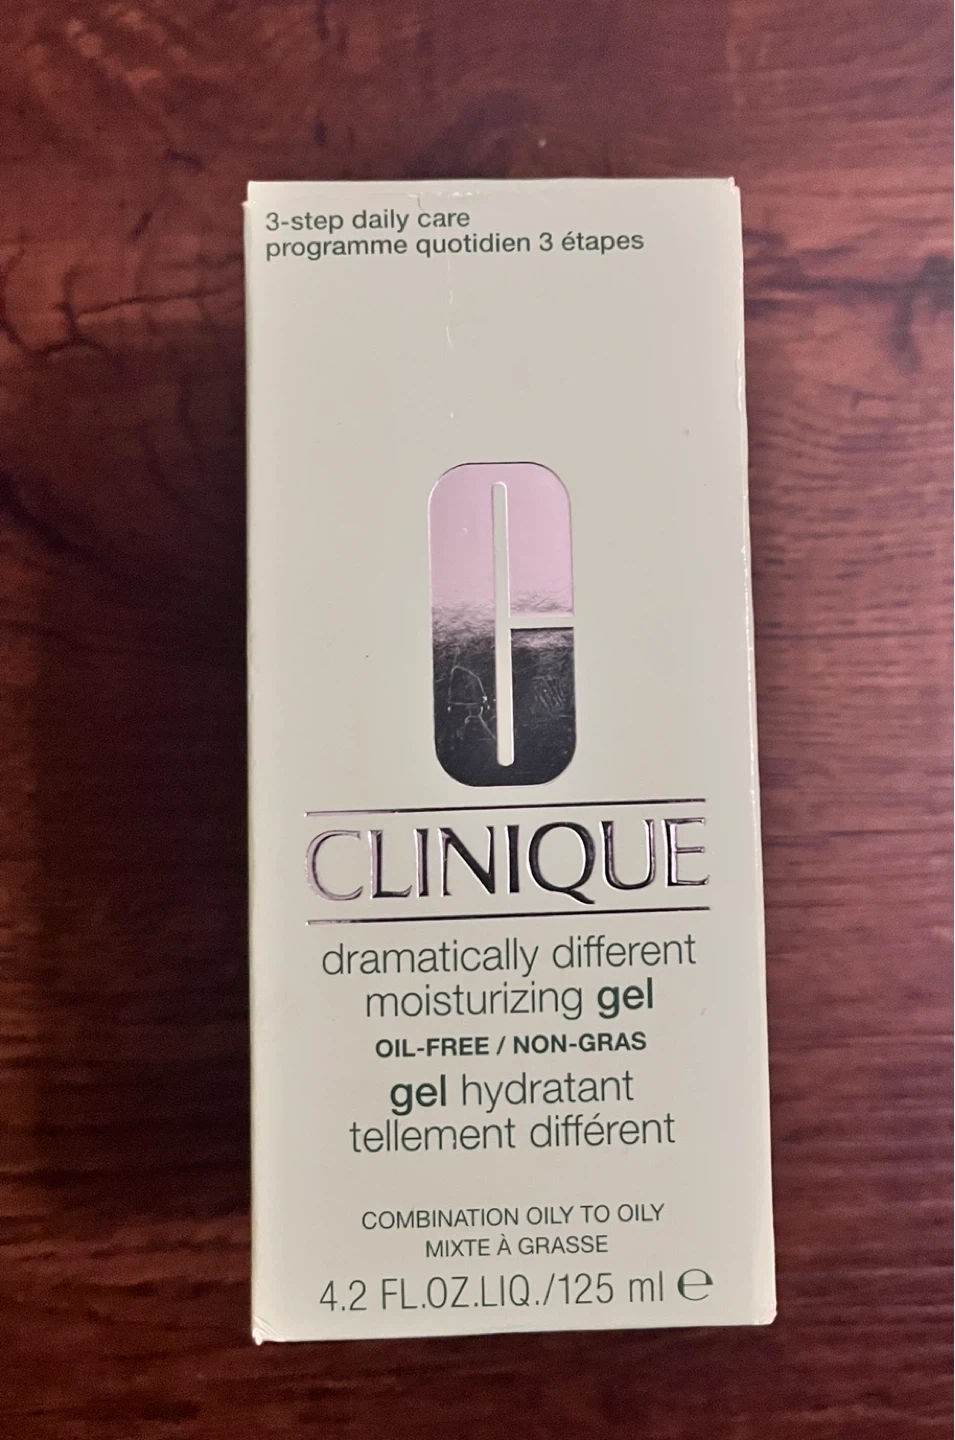 3-step daily care
programme quotidien 3 étapes
CLINIQUE
dramatically different
moisturizing gel
OIL-FREE / NON-GRAS
gel hydratant
tellement différent
COMBINATION OILY TO OILY
MIXTE À GRASSE
4.2 FL.OZ.LIQ./125 ml ℮